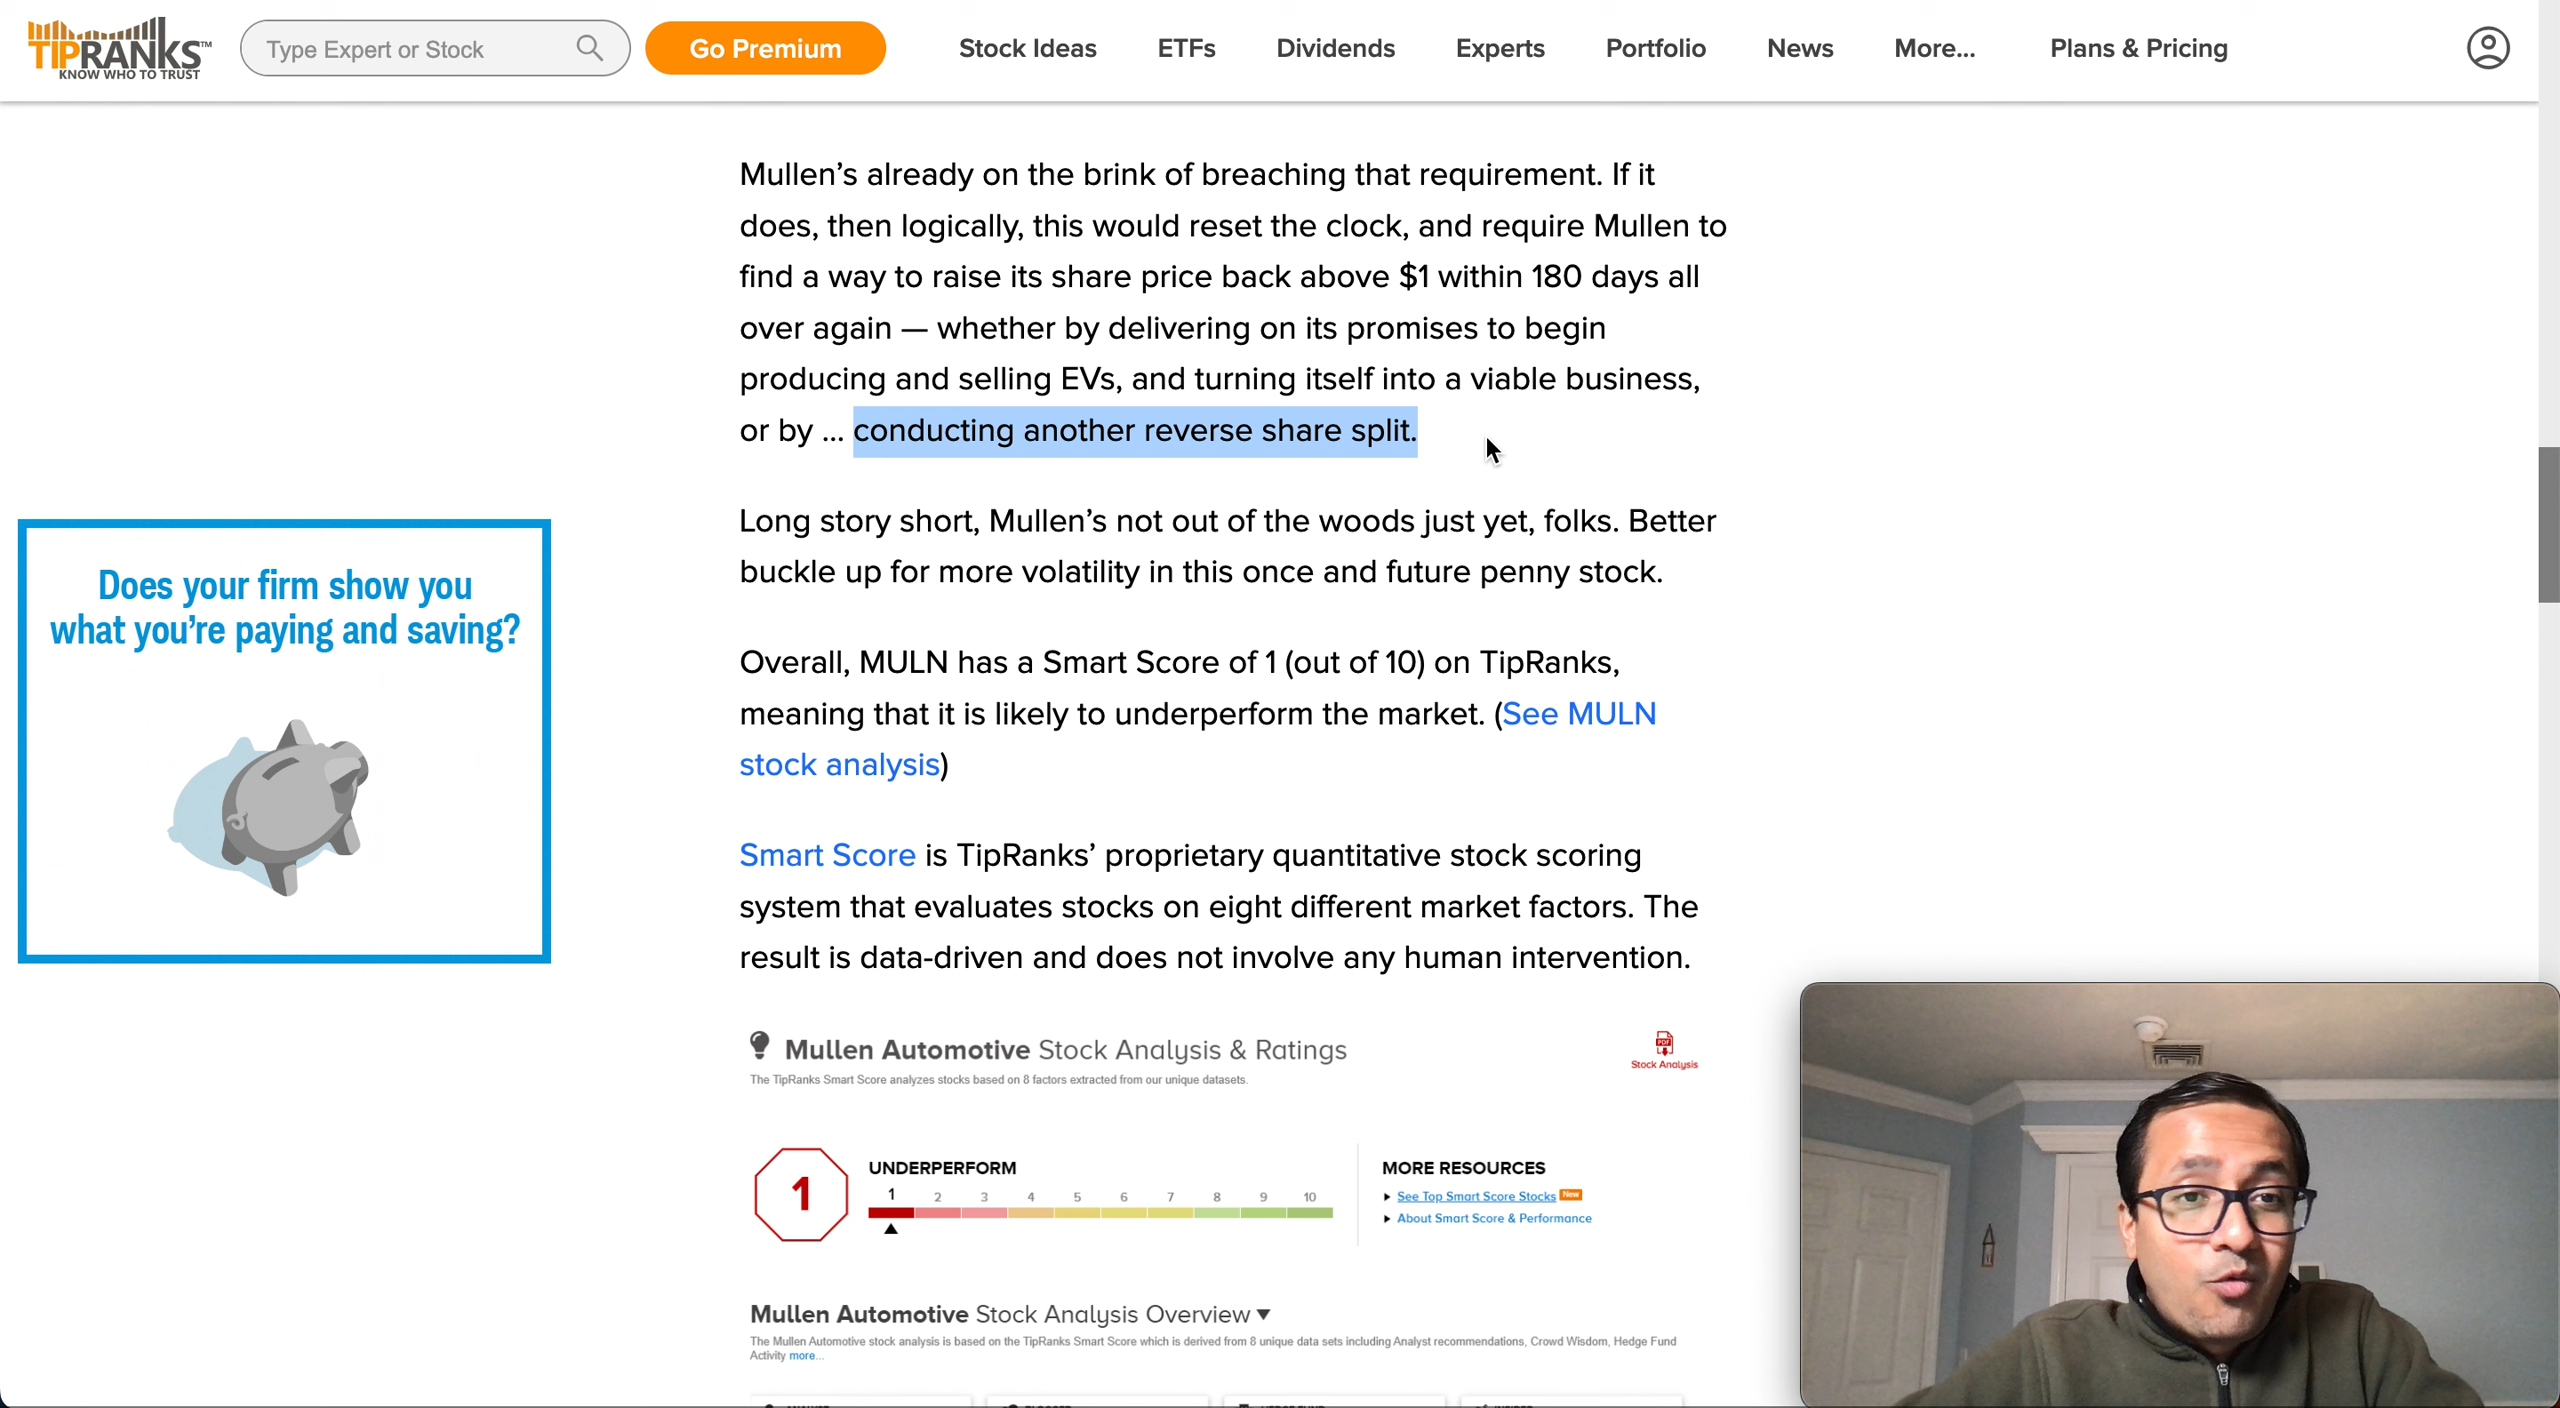 TIPRANKS™
KNOW WHO TO TRUST
Type Expert or Stock
Go Premium
Stock Ideas
ETFs
Dividends
Experts
Portfolio
News
More...
Plans & Pricing
Mullen’s already on the brink of breaching that requirement. If it
does, then logically, this would reset the clock, and require Mullen to
find a way to raise its share price back above $1 within 180 days all
over again — whether by delivering on its promises to begin
producing and selling EVs, and turning itself into a viable business,
or by … conducting another reverse share split.
Long story short, Mullen’s not out of the woods just yet, folks. Better
buckle up for more volatility in this once and future penny stock.
Overall, MULN has a Smart Score of 1 (out of 10) on TipRanks,
meaning that it is likely to underperform the market. (See MULN
stock analysis)
Smart Score is TipRanks’ proprietary quantitative stock scoring
system that evaluates stocks on eight different market factors. The
result is data-driven and does not involve any human intervention.
Does your firm show you
what you’re paying and saving?
Mullen Automotive Stock Analysis & Ratings
The TipRanks Smart Score analyzes stocks based on 8 factors extracted from our unique datasets.
PDF
Stock Analysis
1
UNDERPERFORM
1 2 3 4 5 6 7 8 9 10
MORE RESOURCES
See Top Smart Score Stocks New
About Smart Score & Performance
Mullen Automotive Stock Analysis Overview
The Mullen Automotive stock analysis is based on the TipRanks Smart Score which is derived from 8 unique data sets including Analyst recommendations, Crowd Wisdom, Hedge Fund
Activity more...